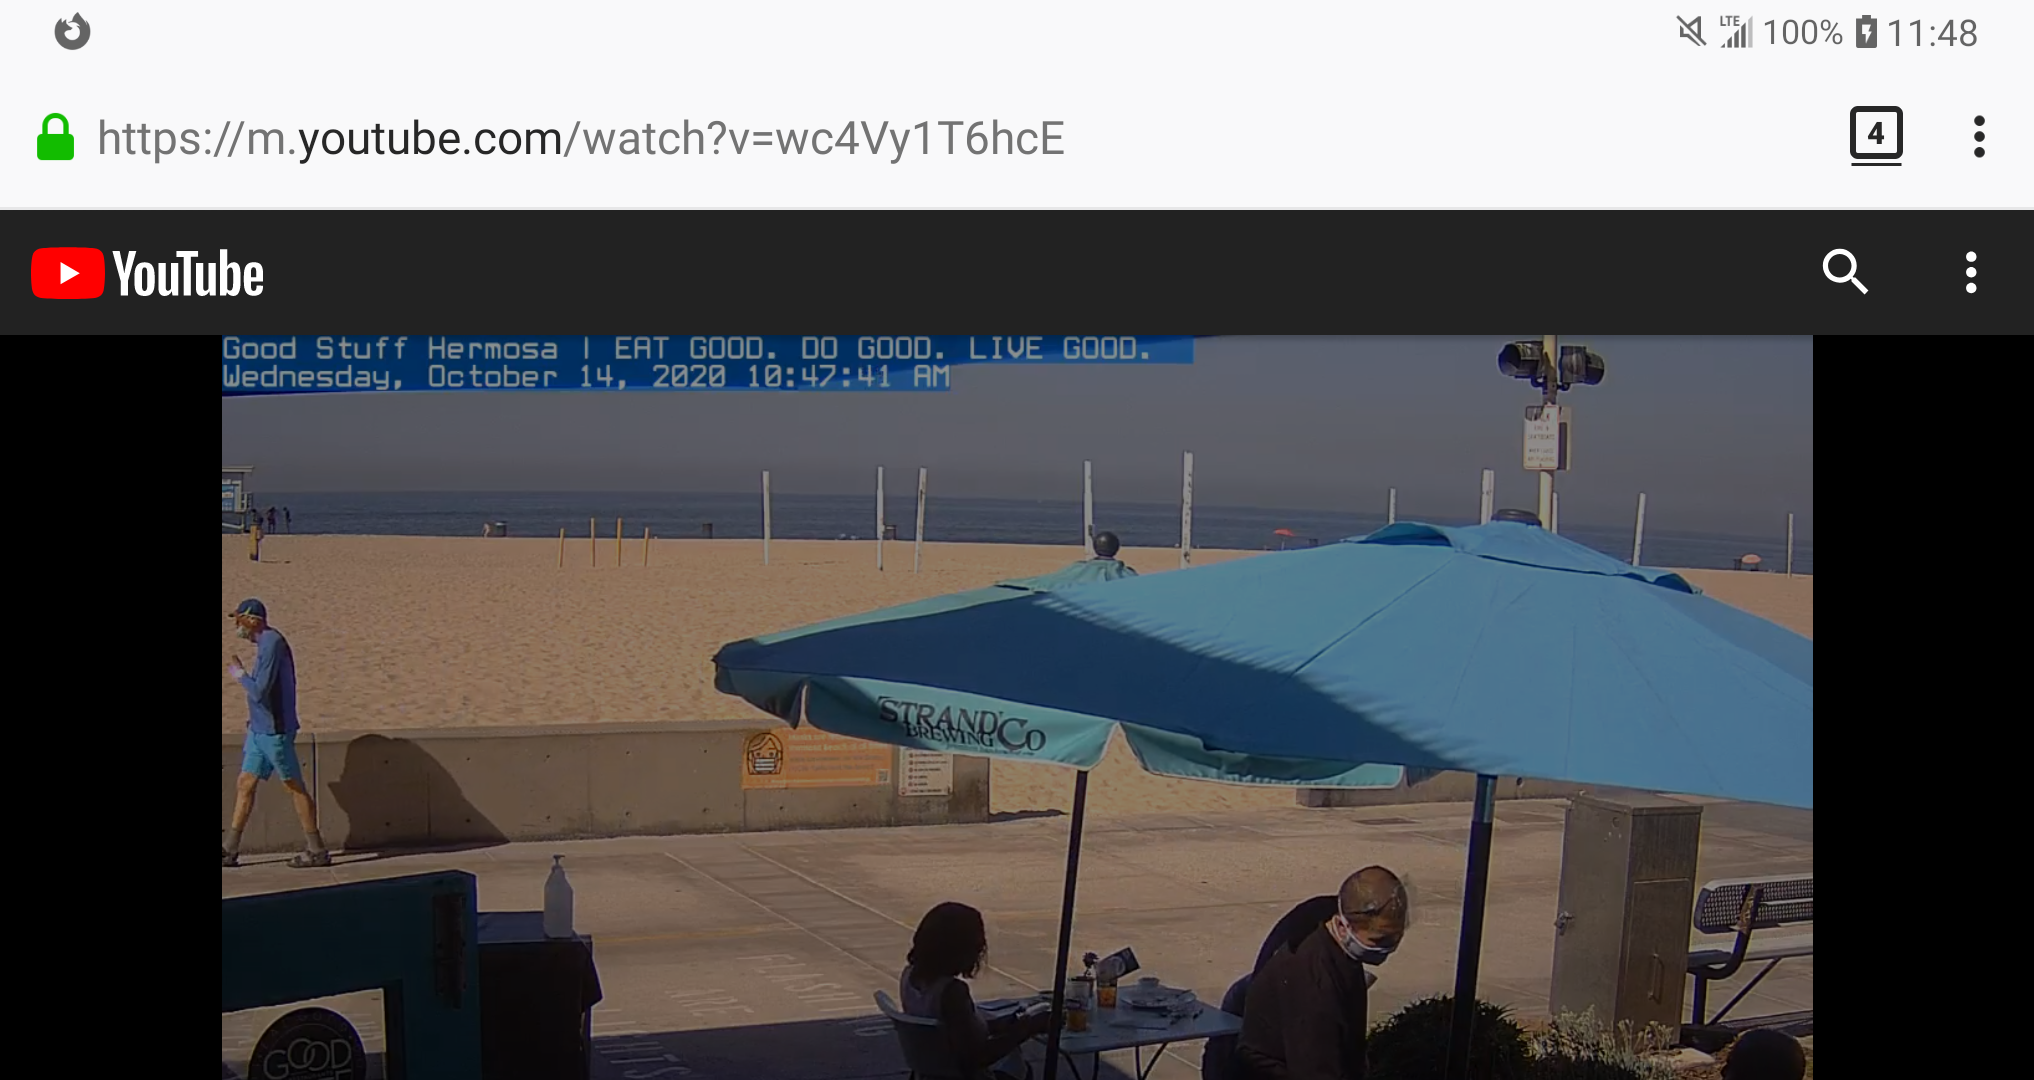 LTE 100% 11:48
https://m.youtube.com/watch?v=wc4Vy1T6hcE
4
YouTube
Good Stuff Hermosa | EAT GOOD. DO GOOD. LIVE GOOD.
Wednesday, October 14, 2020 10:47:41 AM
STRAND
BREWING Co
GOOD